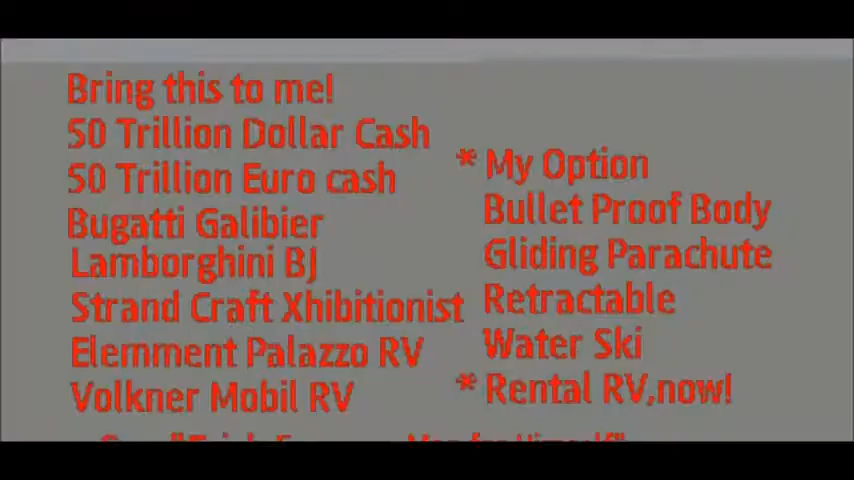 Bring this to me!
50 Trillion Dollar Cash
50 Trillion Euro cash
Bugatti Galibier
Lamborghini BJ
Strand Craft Xhibitionist
Elemment Palazzo RV
Volkner Mobil RV
* My Option
Bullet Proof Body
Gliding Parachute
Retractable
Water Ski
* Rental RV,now!